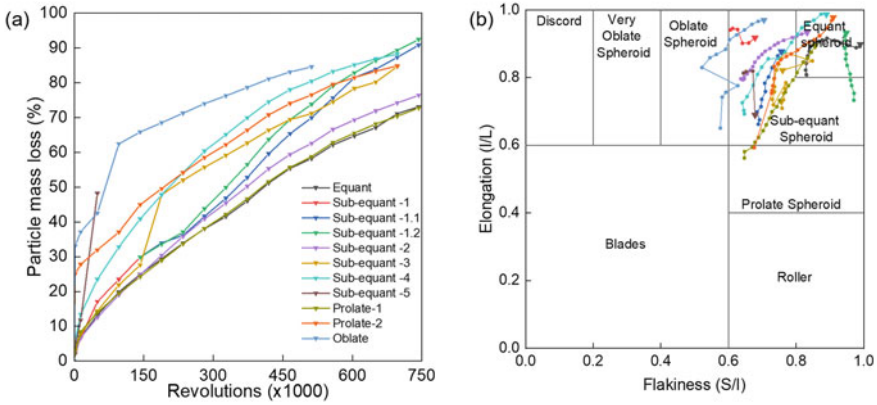 (a)
Particle mass loss (%)
100
90
80
70
60
50
40
30
20
10
0
0 150 300 450 600 750
Revolutions (x1000)
Equant
Sub-equant -1
Sub-equant -1.1
Sub-equant -1.2
Sub-equant -2
Sub-equant -3
Sub-equant -4
Sub-equant -5
Prolate-1
Prolate-2
Oblate
(b)
Elongation (I/L)
1.0
0.8
0.6
0.4
0.2
0.0
Discord
Very
Oblate
Spheroid
Oblate
Spheroid
Equant
spheroid
Sub-equant
Spheroid
Prolate Spheroid
Blades
Roller
0.0 0.2 0.4 0.6 0.8 1.0
Flakiness (S/I)